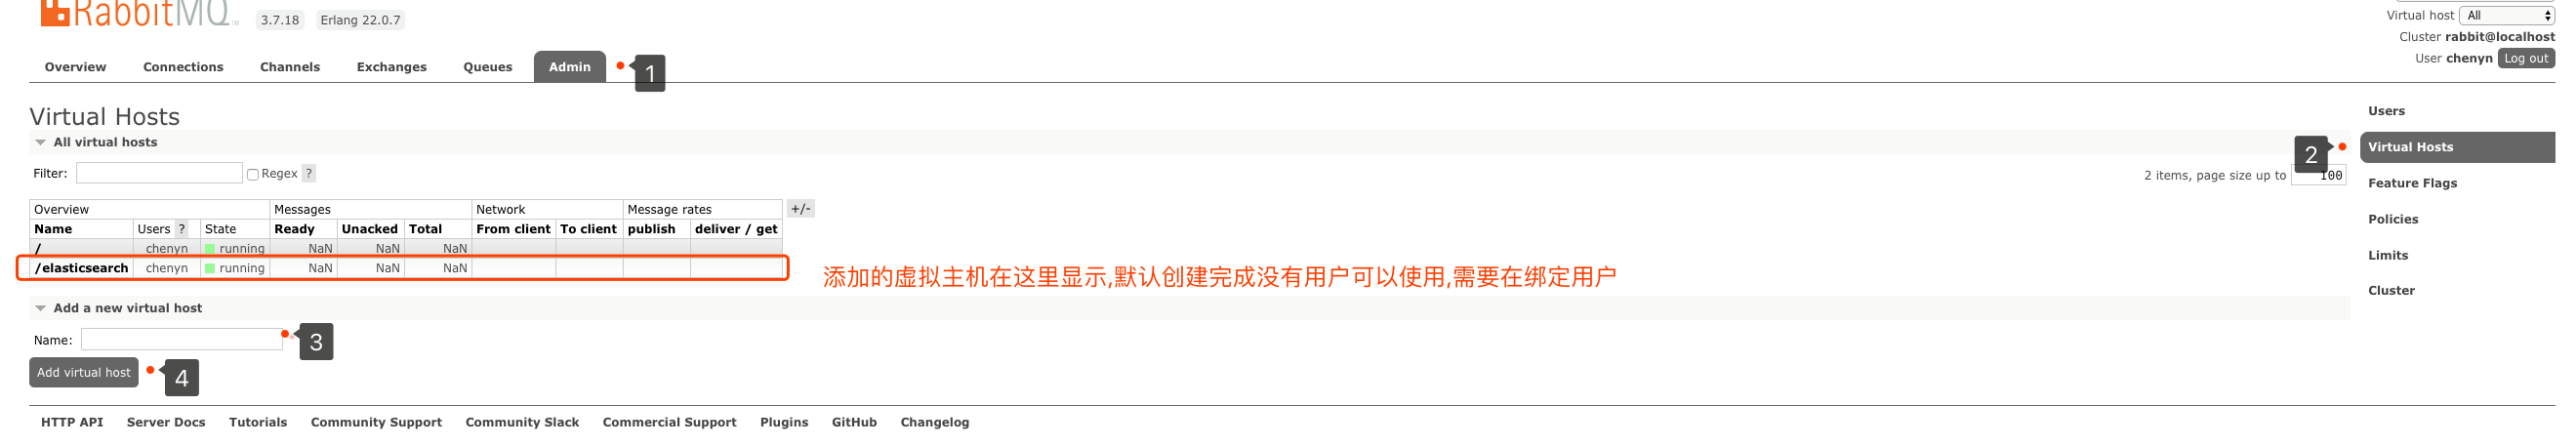 RabbitMQ 3.7.18 Erlang 22.0.7
Virtual host All
Cluster rabbit@localhost
User chenyn Log out
Overview Connections Channels Exchanges Queues Admin 1
Virtual Hosts
All virtual hosts
Filter: Regex ?
2 items, page size up to 100
Overview Messages Network Message rates +/-
Name Users ? State Ready Unacked Total From client To client publish deliver / get
/ chenyn running NaN NaN NaN
/elasticsearch chenyn running NaN NaN NaN
添加的虚拟主机在这里显示,默认创建完成没有用户可以使用,需要在绑定用户
Add a new virtual host
Name: 3
Add virtual host 4
Users
2 Virtual Hosts
Feature Flags
Policies
Limits
Cluster
HTTP API Server Docs Tutorials Community Support Community Slack Commercial Support Plugins GitHub Changelog